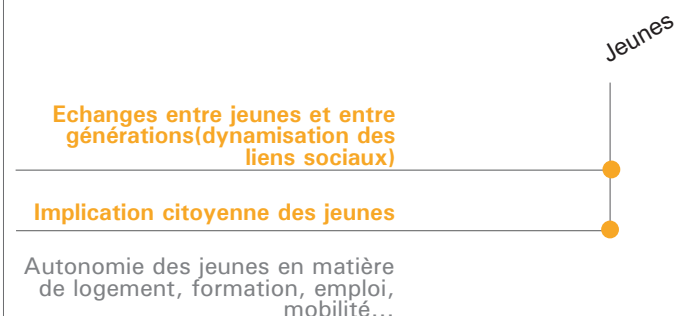 Jeunes
Echanges entre jeunes et entre
générations(dynamisation des
liens sociaux)
Implication citoyenne des jeunes
Autonomie des jeunes en matière
de logement, formation, emploi,
mobilité...